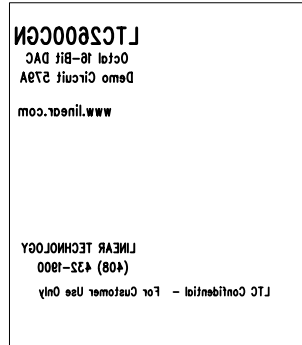 LTC2600CGN
Octal 16-Bit DAC
Demo Circuit 579A
www.linear.com
LINEAR TECHNOLOGY
(408) 432-1900
LTC Confidential - For Customer Use Only